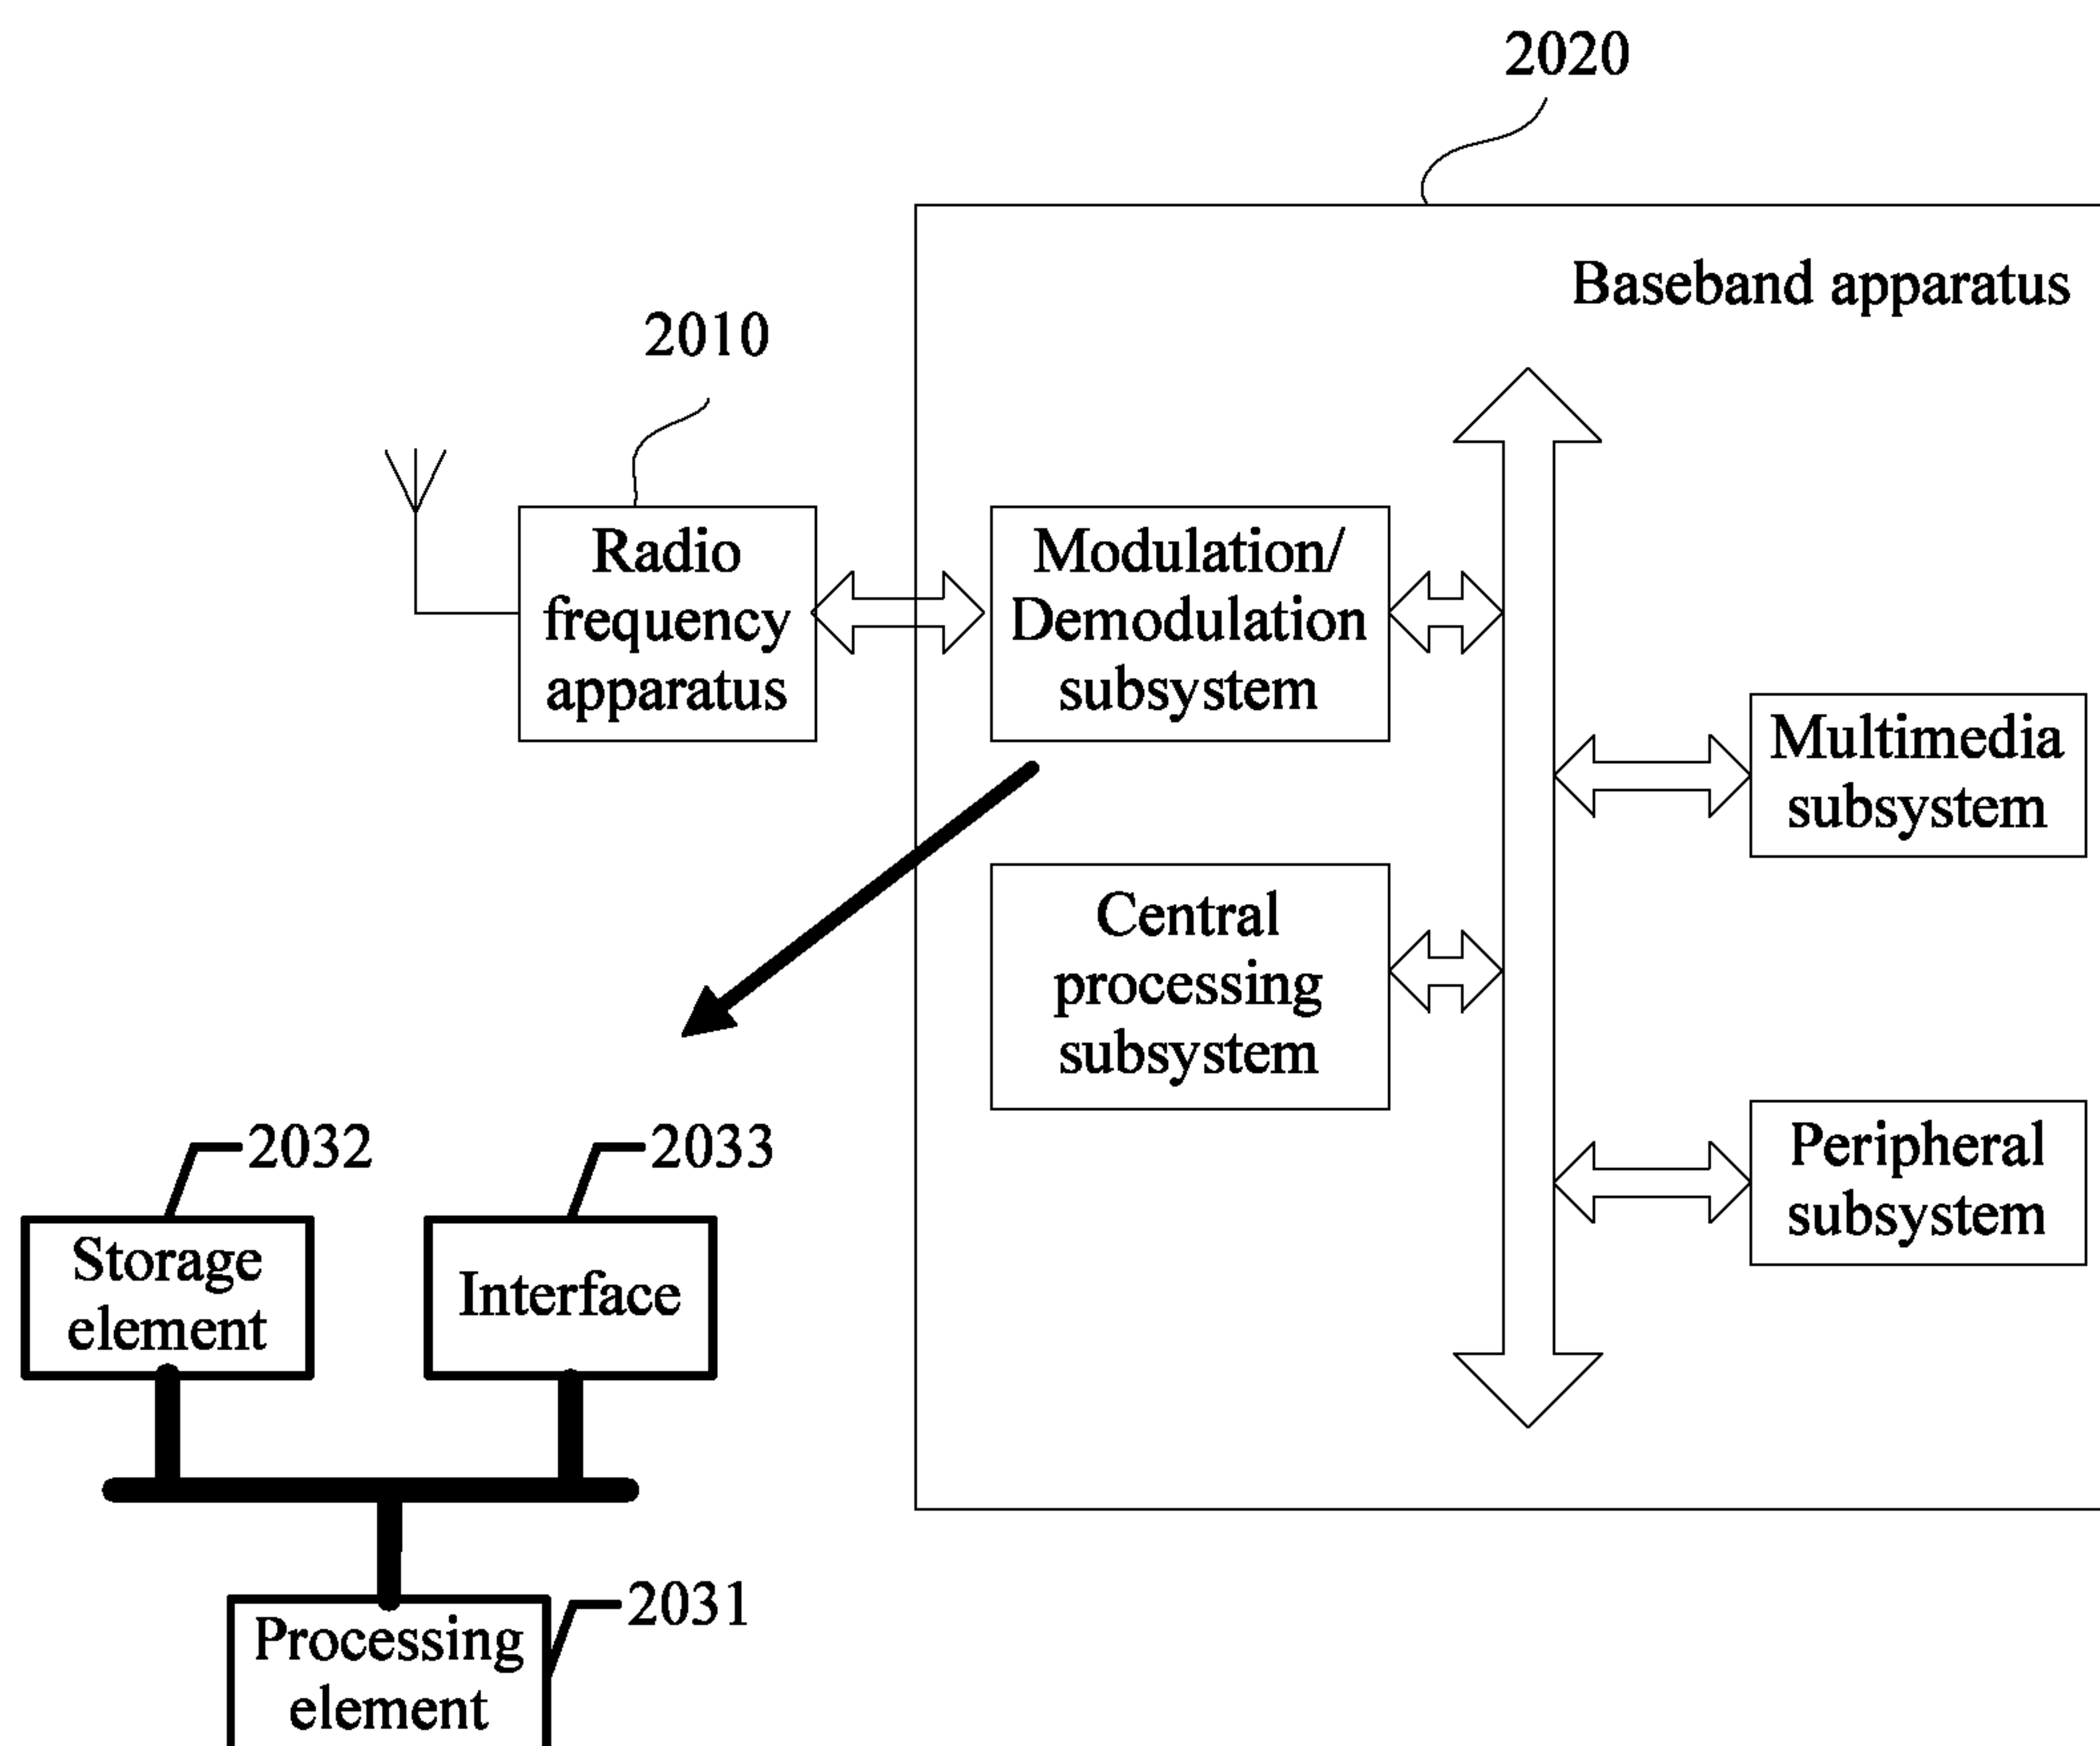 2020
Baseband apparatus
2010
Radio
frequency
apparatus
Modulation/
Demodulation
subsystem
Multimedia
subsystem
Central
processing
subsystem
Peripheral
subsystem
2032
2033
Storage
element
Interface
2031
Processing
element